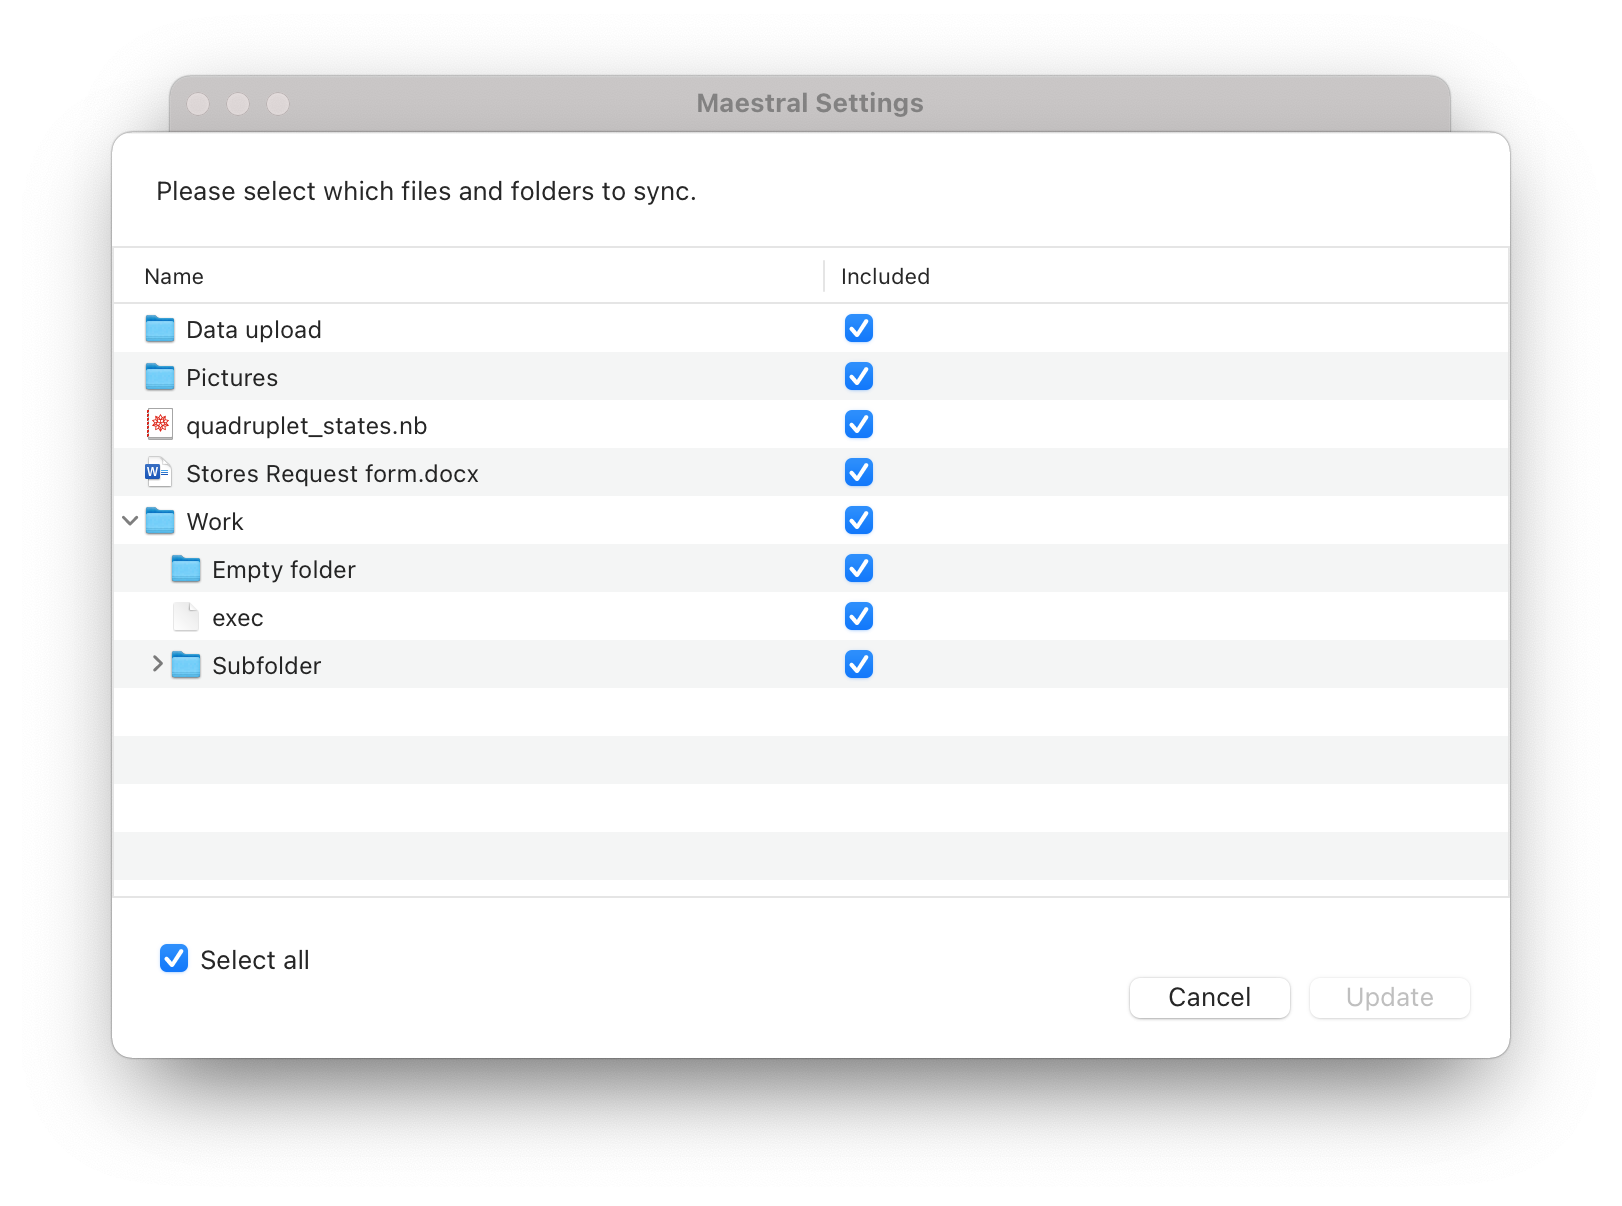 Maestral Settings
Please select which files and folders to sync.
Name Included
Data upload
Pictures
quadruplet_states.nb
Stores Request form.docx
Work
Empty folder
exec
Subfolder
Select all
Cancel Update